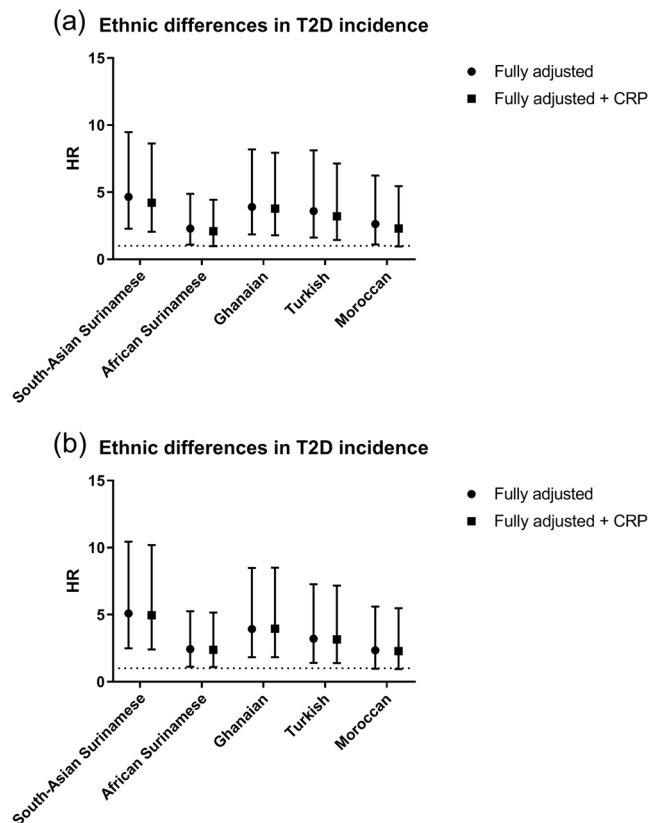 (a) Ethnic differences in T2D incidence
Fully adjusted
Fully adjusted + CRP
15
10
5
0
HR
South-Asian Surinamese
African Surinamese
Ghanaian
Turkish
Moroccan
(b) Ethnic differences in T2D incidence
Fully adjusted
Fully adjusted + CRP
15
10
5
0
HR
South-Asian Surinamese
African Surinamese
Ghanaian
Turkish
Moroccan